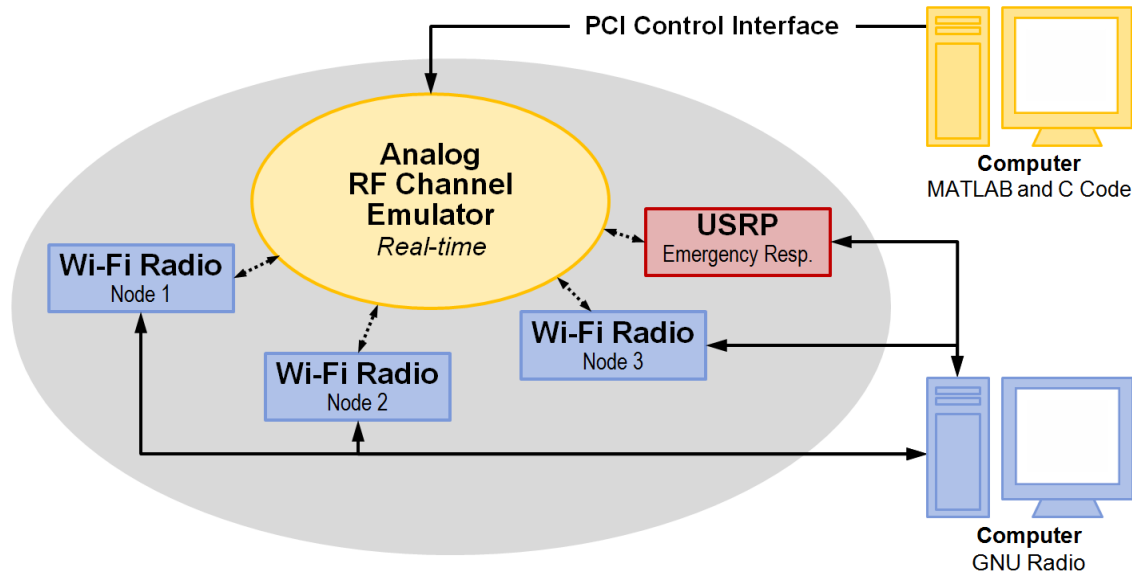 PCI Control Interface
Analog
RF Channel
Emulator
Real-time
Computer
MATLAB and C Code
USRP
Emergency Resp.
Wi-Fi Radio
Node 1
Wi-Fi Radio
Node 3
Wi-Fi Radio
Node 2
Computer
GNU Radio